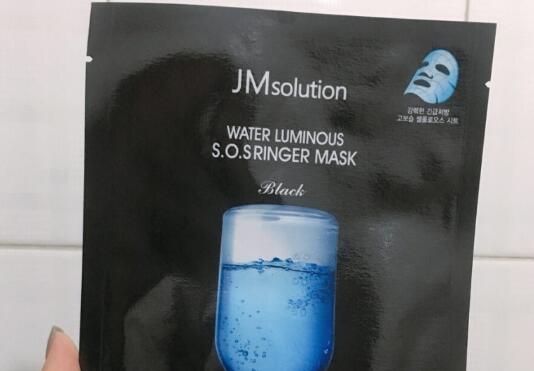 JMsolution
강력한 긴급처방
고보습 셀룰로오스 시트
WATER LUMINOUS
S.O.S RINGER MASK
Black